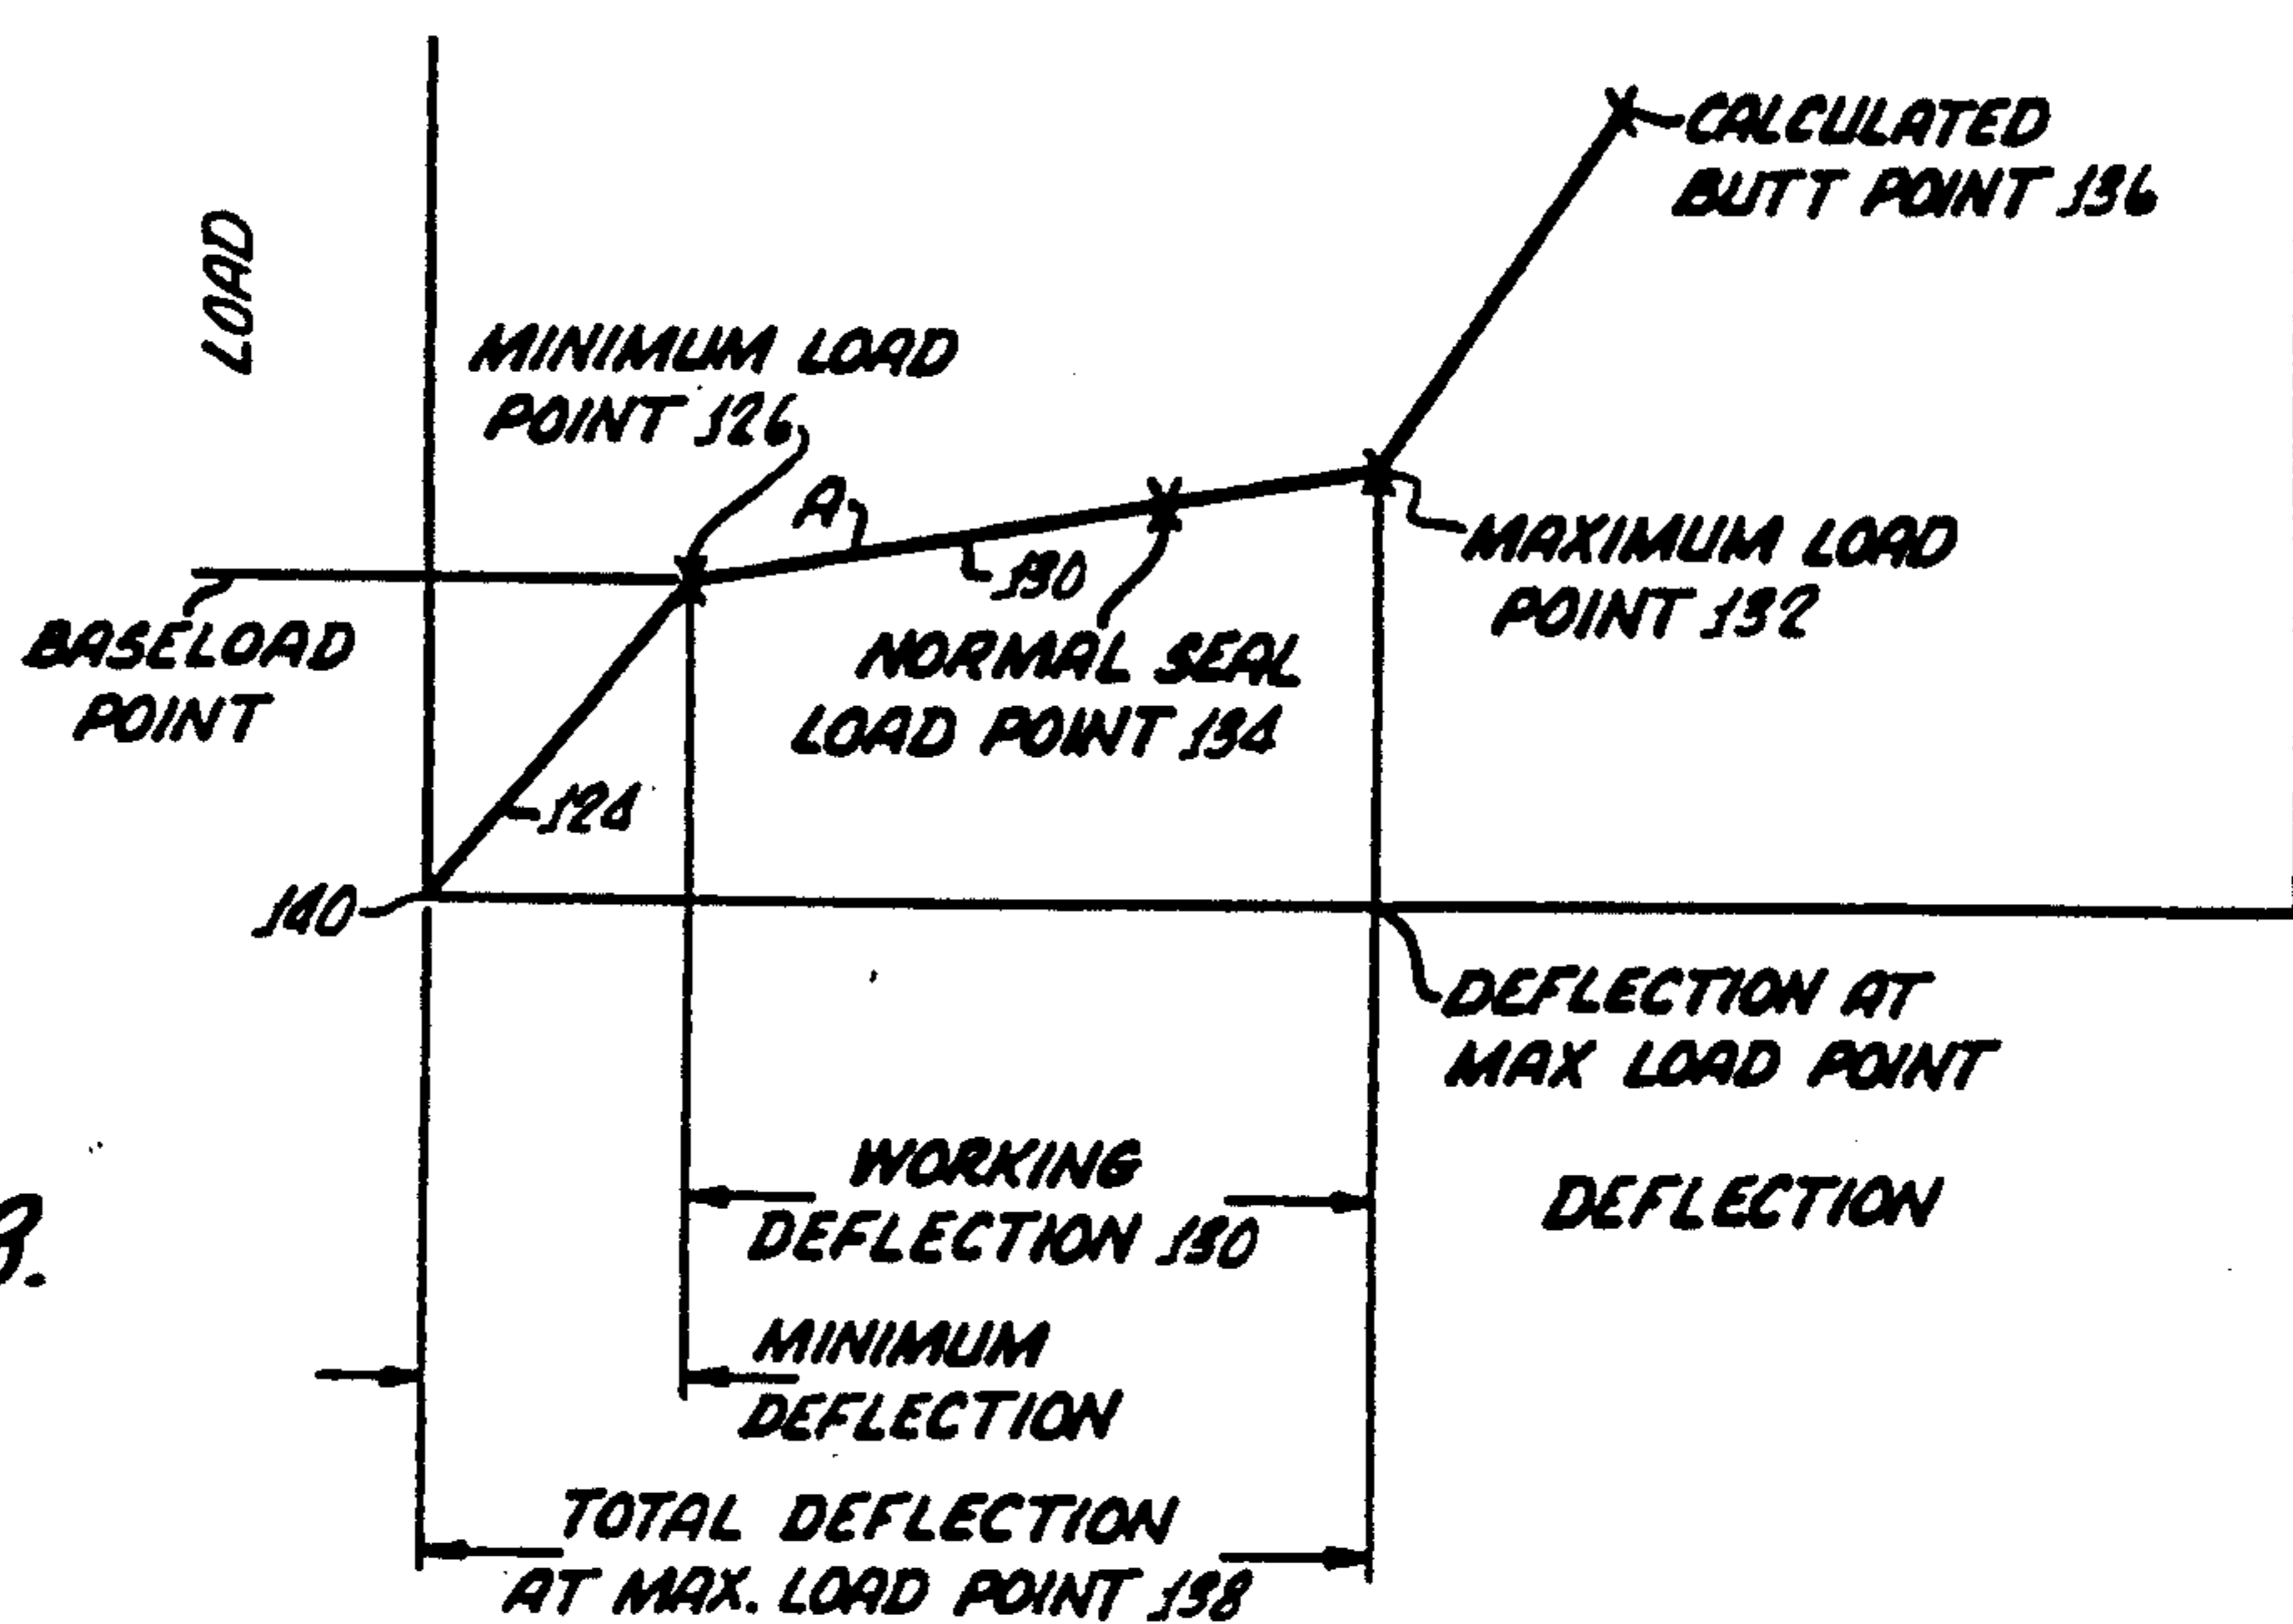 LOAD
CALCULATED
BUTT POINT 136
MINIMUM LOAD
POINT 126
A
130
MAXIMUM LOAD
POINT 132
BASELOAD
POINT
NORMAL SEAL
LOAD POINT 134
124
140
DEFLECTION AT
MAX LOAD POINT
WORKING
DEFLECTION 130
DEFLECTION
MINIMUM
DEFLECTION
TOTAL DEFLECTION
AT MAX. LOAD POINT 138